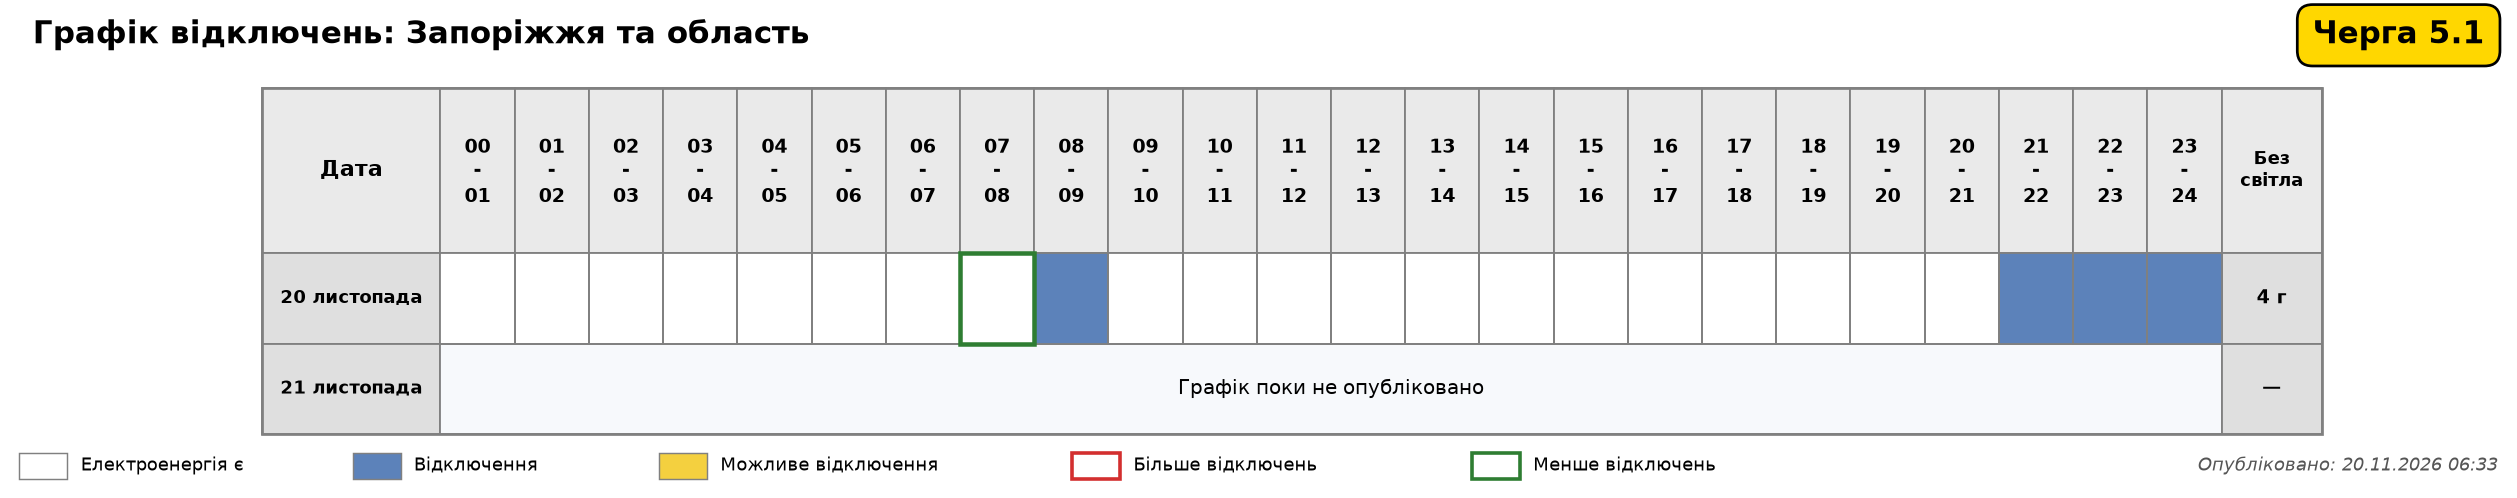 Графік відключень: Запоріжжя та область
Черга 5.1
Дата
00 - 01
01 - 02
02 - 03
03 - 04
04 - 05
05 - 06
06 - 07
07 - 08
08 - 09
09 - 10
10 - 11
11 - 12
12 - 13
13 - 14
14 - 15
15 - 16
16 - 17
17 - 18
18 - 19
19 - 20
20 - 21
21 - 22
22 - 23
23 - 24
Без
світла
20 листопада
4 г
21 листопада
Графік поки не опубліковано
—
Електроенергія є
Відключення
Можливе відключення
Більше відключень
Менше відключень
Опубліковано: 20.11.2026 06:33